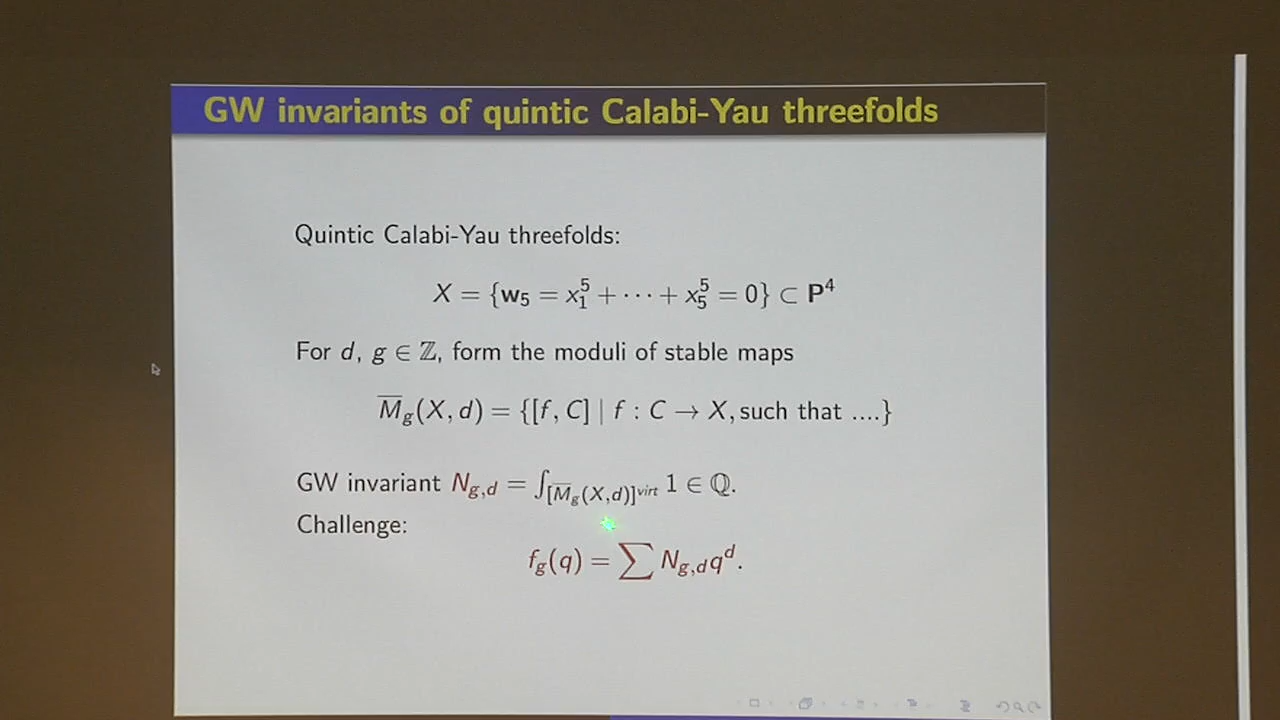 GW invariants of quintic Calabi-Yau threefolds
Quintic Calabi-Yau threefolds:
X = {w₅ = x₁⁵ + ⋯ + x₅⁵ = 0} ⊂ P⁴
For d, g ∈ ℤ, form the moduli of stable maps
M̅_g(X, d) = {[f, C] | f : C → X, such that ....}
GW invariant N_{g,d} = ∫_{[M̅_g(X,d)]^{virt}} 1 ∈ ℚ.
Challenge:
f_g(q) = ∑ N_{g,d} q^d.